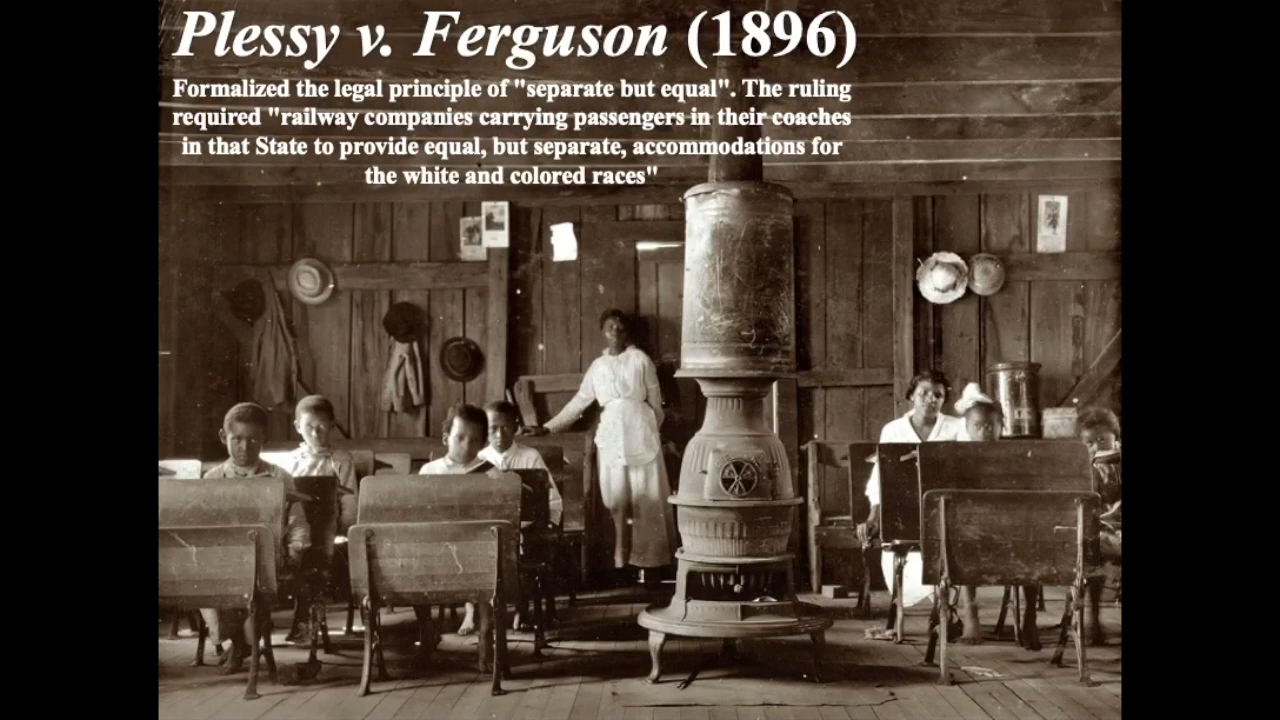 Plessy v. Ferguson (1896)
Formalized the legal principle of "separate but equal". The ruling
required "railway companies carrying passengers in their coaches
in that State to provide equal, but separate, accommodations for
the white and colored races"